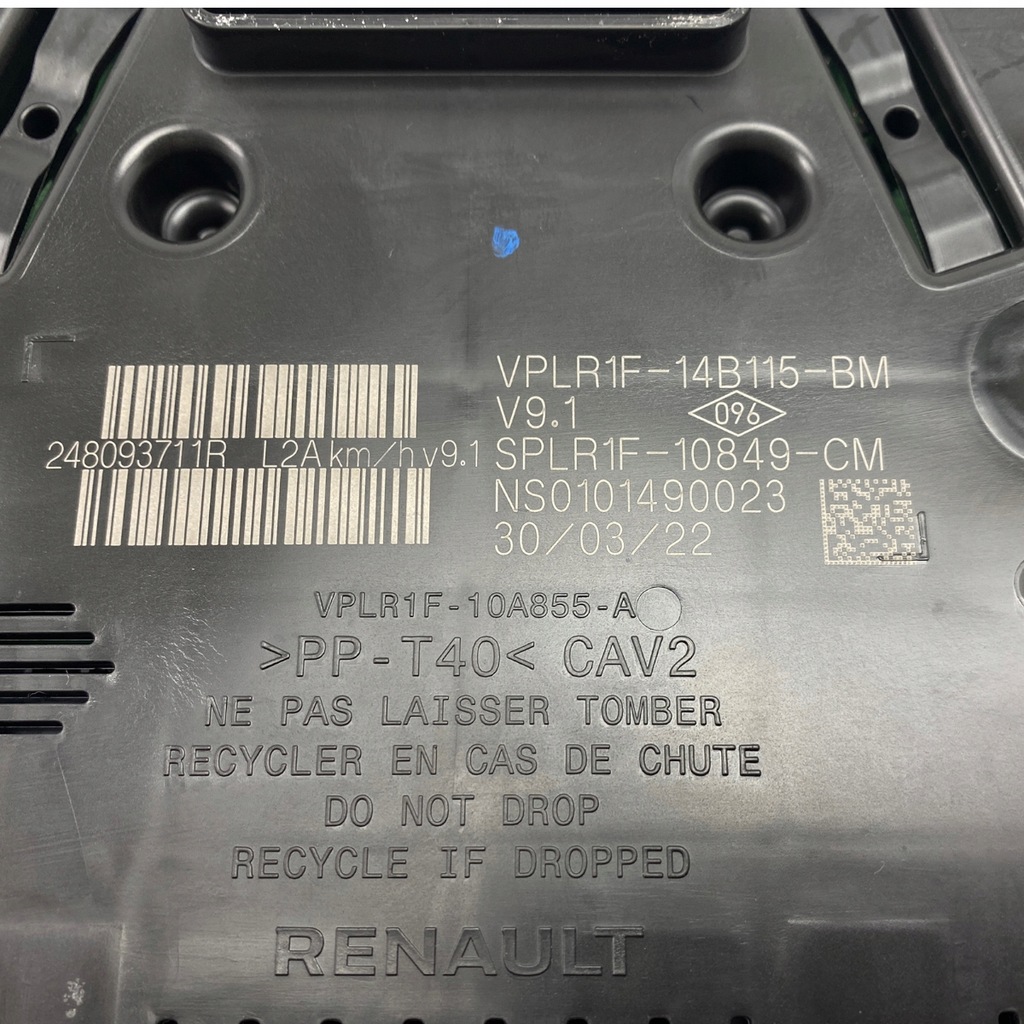 VPLR1F-14B115-BM
V9.1 096
248093711R L2A km/h v9.1 SPLR1F-10849-CM
NS0101490023
30/03/22
VPLR1F-10A855-A
>PP-T40< CAV2
NE PAS LAISSER TOMBER
RECYCLER EN CAS DE CHUTE
DO NOT DROP
RECYCLE IF DROPPED
RENAULT